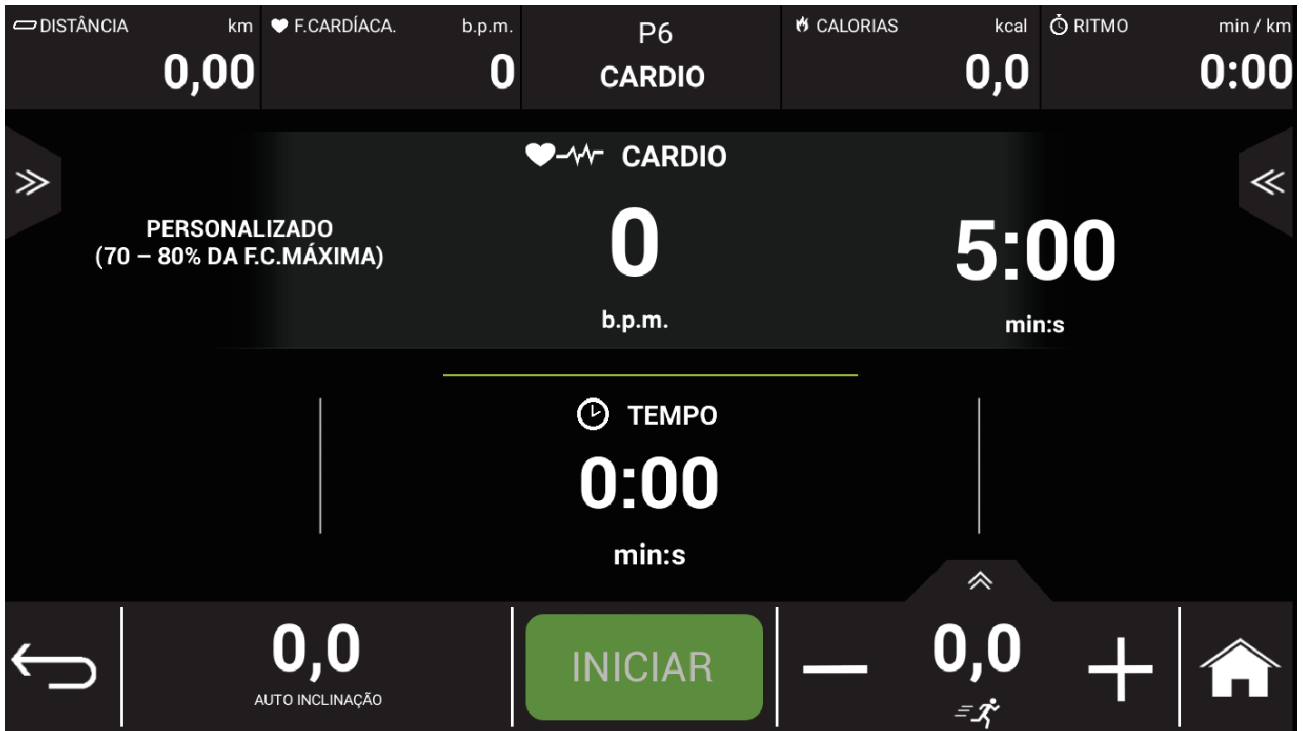 DISTÂNCIA km
0,00
F.CARDÍACA. b.p.m.
0
P6
CARDIO
CALORIAS kcal
0,0
RITMO min / km
0:00
CARDIO
PERSONALIZADO
(70 – 80% DA F.C.MÁXIMA)
0
b.p.m.
5:00
min:s
TEMPO
0:00
min:s
0,0
AUTO INCLINAÇÃO
INICIAR
0,0